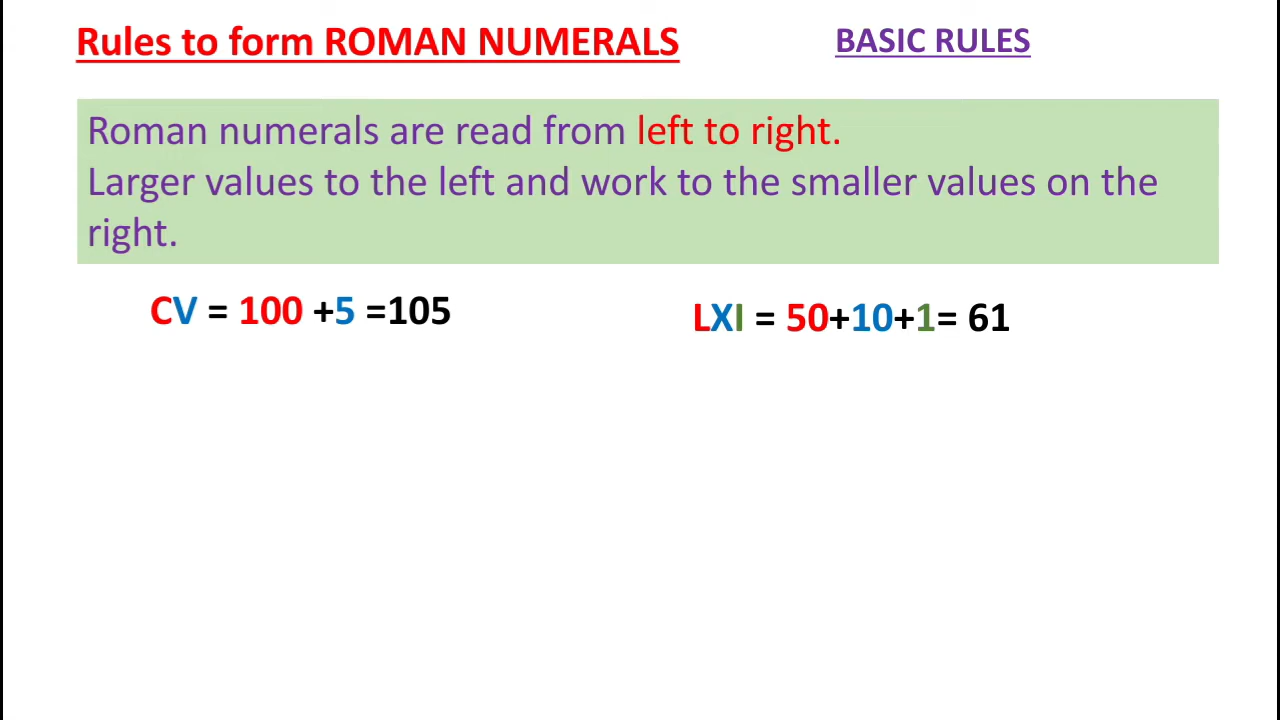 Rules to form ROMAN NUMERALS
BASIC RULES
Roman numerals are read from left to right.
Larger values to the left and work to the smaller values on the
right.
CV = 100 +5 =105
LXI = 50+10+1= 61